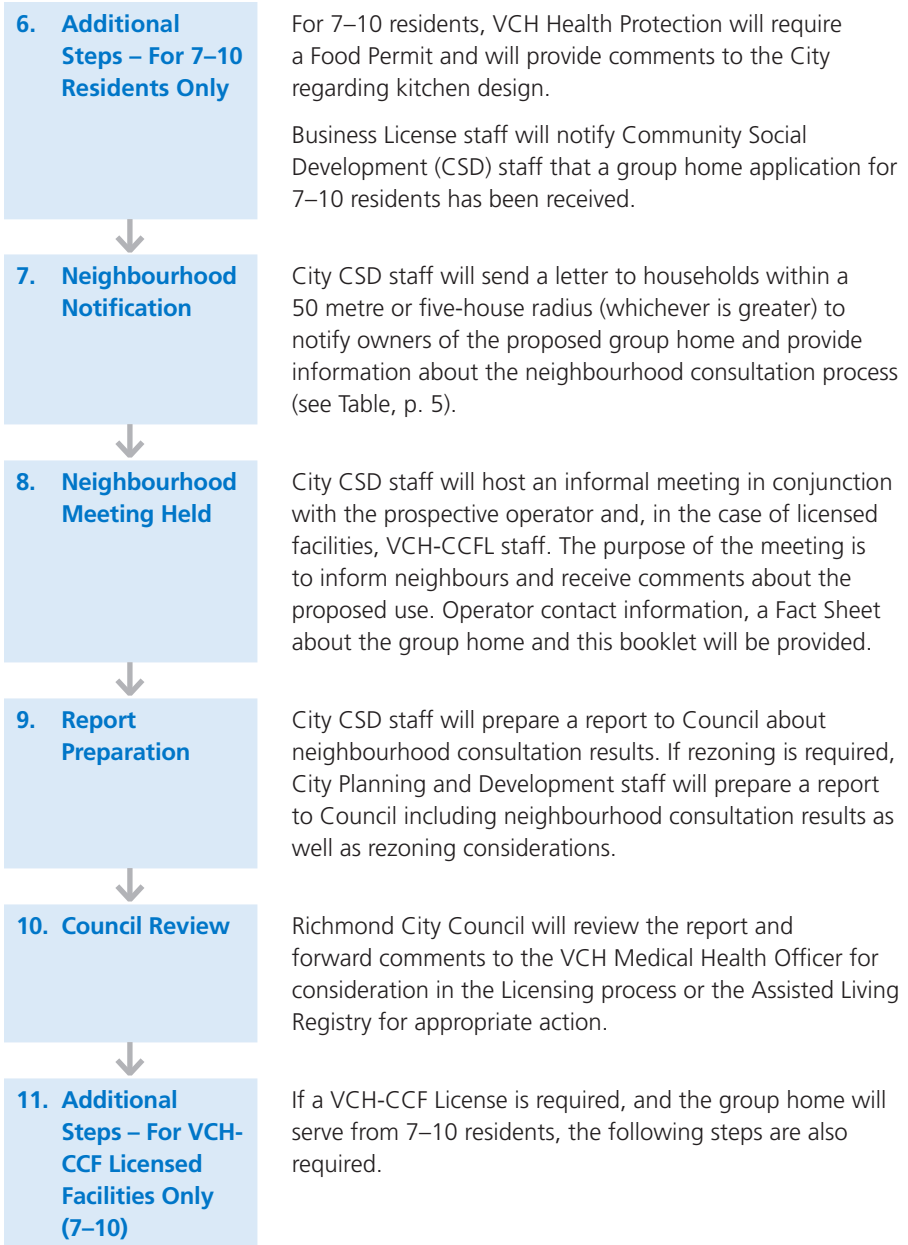 6. Additional
Steps – For 7–10
Residents Only
For 7–10 residents, VCH Health Protection will require
a Food Permit and will provide comments to the City
regarding kitchen design.
Business License staff will notify Community Social
Development (CSD) staff that a group home application for
7–10 residents has been received.
7. Neighbourhood
Notification
City CSD staff will send a letter to households within a
50 metre or five-house radius (whichever is greater) to
notify owners of the proposed group home and provide
information about the neighbourhood consultation process
(see Table, p. 5).
8. Neighbourhood
Meeting Held
City CSD staff will host an informal meeting in conjunction
with the prospective operator and, in the case of licensed
facilities, VCH-CCFL staff. The purpose of the meeting is
to inform neighbours and receive comments about the
proposed use. Operator contact information, a Fact Sheet
about the group home and this booklet will be provided.
9. Report
Preparation
City CSD staff will prepare a report to Council about
neighbourhood consultation results. If rezoning is required,
City Planning and Development staff will prepare a report
to Council including neighbourhood consultation results as
well as rezoning considerations.
10. Council Review
Richmond City Council will review the report and
forward comments to the VCH Medical Health Officer for
consideration in the Licensing process or the Assisted Living
Registry for appropriate action.
11. Additional
Steps – For VCH-
CCF Licensed
Facilities Only
(7–10)
If a VCH-CCF License is required, and the group home will
serve from 7–10 residents, the following steps are also
required.